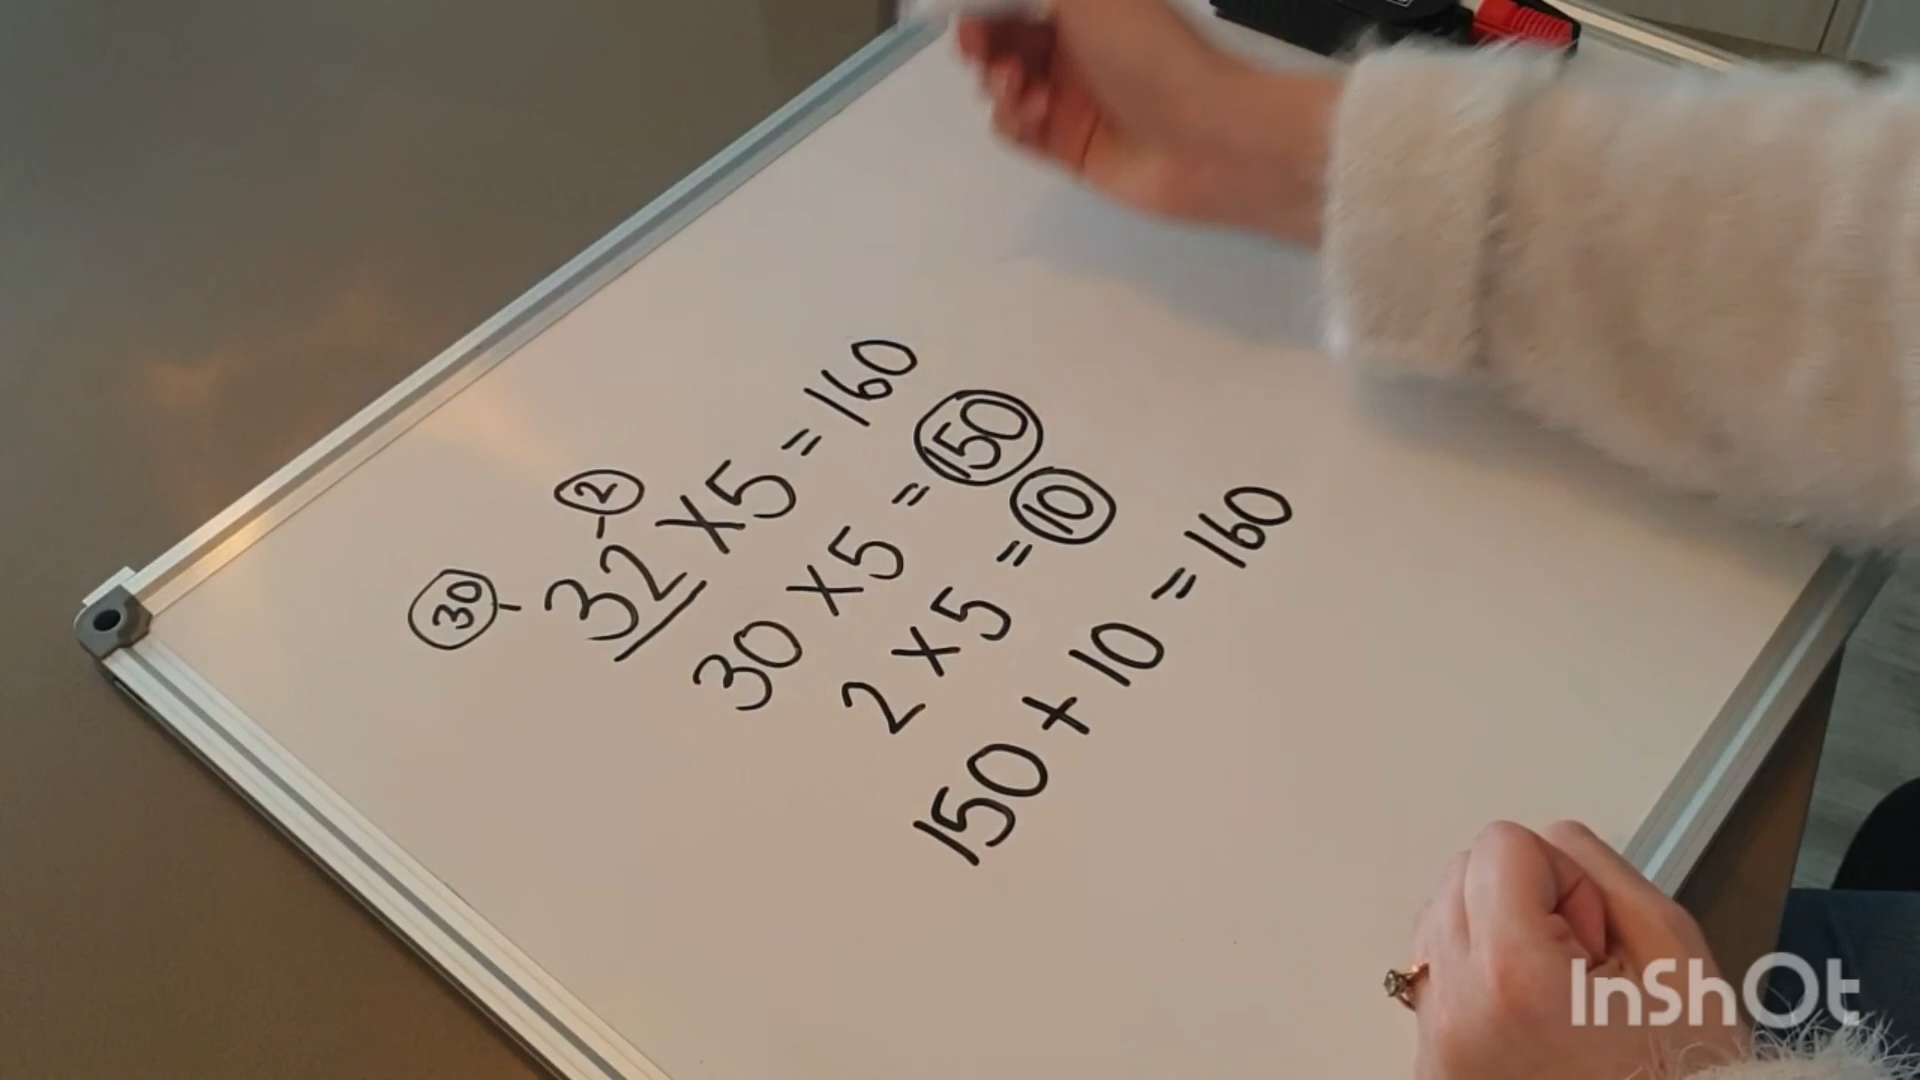 30 2
32 X 5 = 160
30 X 5 = 150
2 X 5 = 10
150 + 10 = 160
InShOt